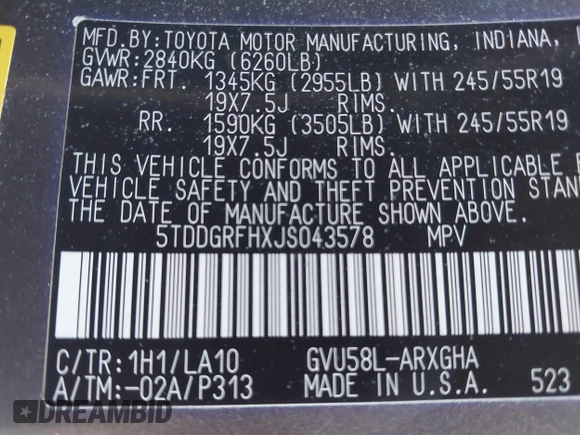 MFD.BY:TOYOTA MOTOR MANUFACTURING, INDIANA,
GVWR:2840KG (6260LB)
GAWR:FRT. 1345KG (2955LB) WITH 245/55R19
19X7.5J RIMS.
RR. 1590KG (3505LB) WITH 245/55R19
19X7.5J RIMS.
THIS VEHICLE CONFORMS TO ALL APPLICABLE
VEHICLE SAFETY AND THEFT PREVENTION STAN
THE DATE OF MANUFACTURE SHOWN ABOVE.
5TDDGRFHXJS043578 MPV
C/TR:1H1/LA10 GVU58L-ARXGHA
A/TM:-02A/P313 MADE IN U.S.A. 523
DREAMBID